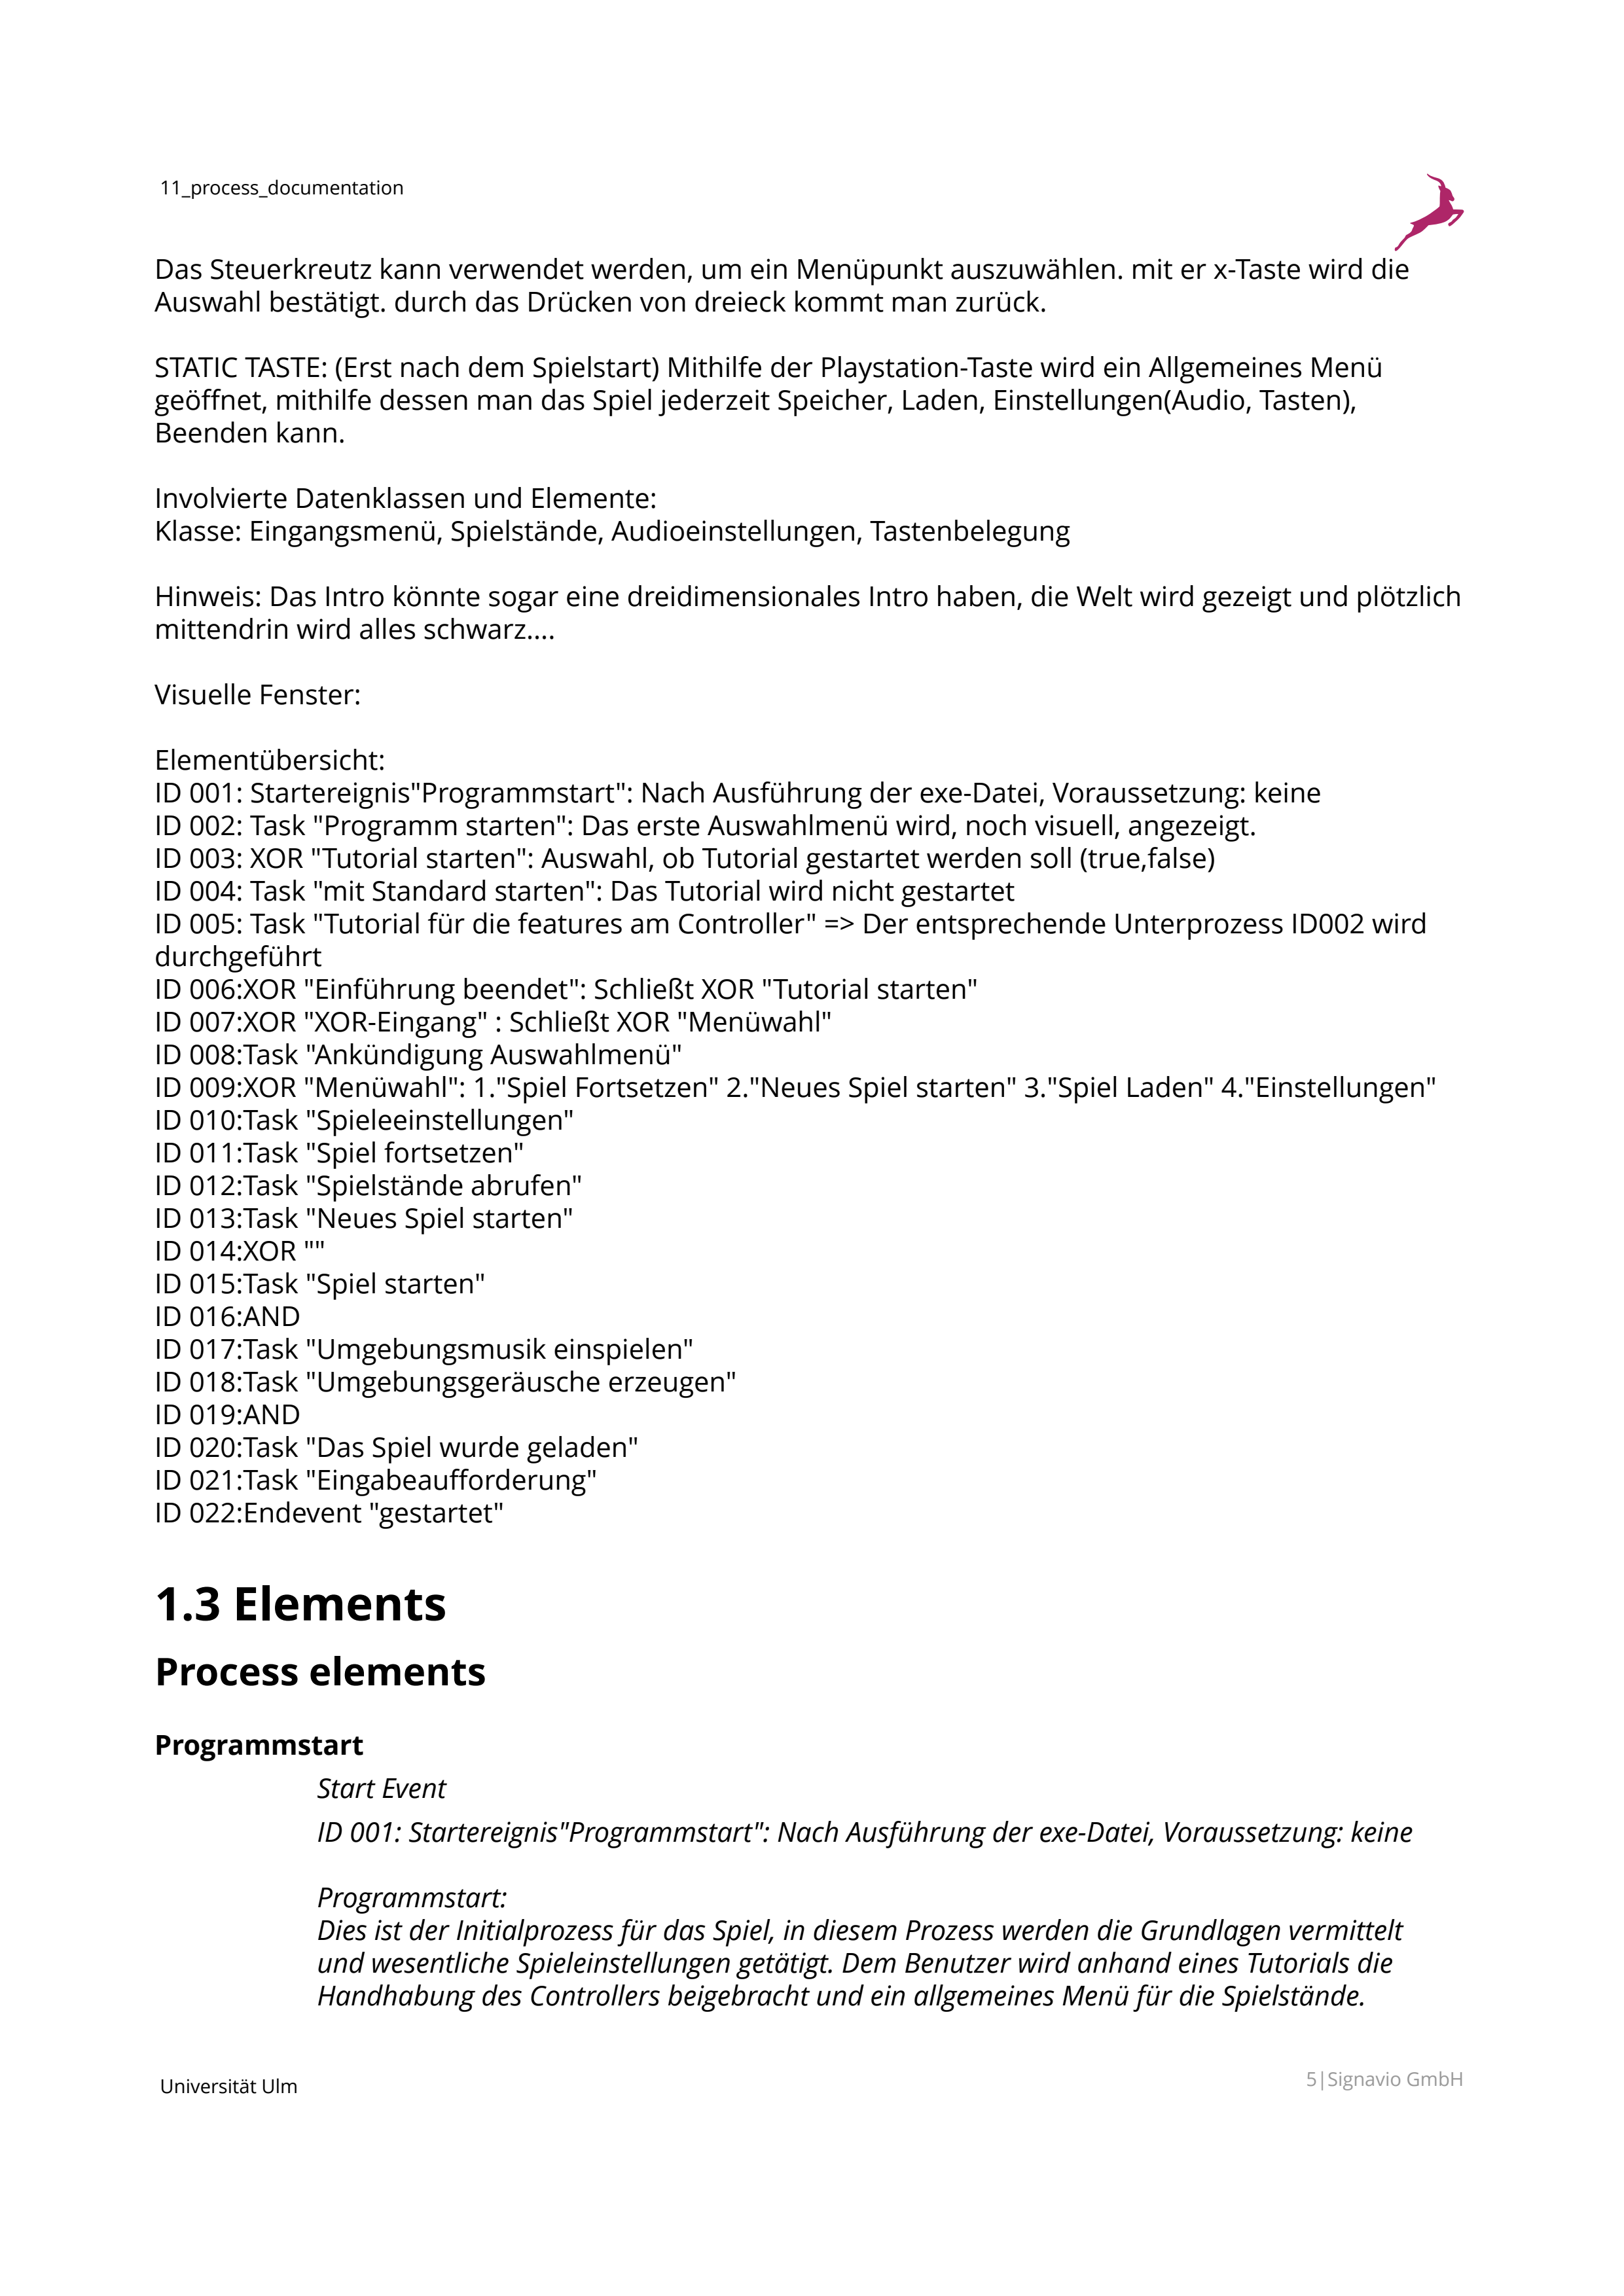 11_process_documentation
Das Steuerkreutz kann verwendet werden, um ein Menüpunkt auszuwählen. mit er x-Taste wird die
Auswahl bestätigt. durch das Drücken von dreieck kommt man zurück.
STATIC TASTE: (Erst nach dem Spielstart) Mithilfe der Playstation-Taste wird ein Allgemeines Menü
geöffnet, mithilfe dessen man das Spiel jederzeit Speicher, Laden, Einstellungen(Audio, Tasten),
Beenden kann.
Involvierte Datenklassen und Elemente:
Klasse: Eingangsmenü, Spielstände, Audioeinstellungen, Tastenbelegung
Hinweis: Das Intro könnte sogar eine dreidimensionales Intro haben, die Welt wird gezeigt und plötzlich
mittendrin wird alles schwarz....
Visuelle Fenster:
Elementübersicht:
ID 001: Startereignis"Programmstart": Nach Ausführung der exe-Datei, Voraussetzung: keine
ID 002: Task "Programm starten": Das erste Auswahlmenü wird, noch visuell, angezeigt.
ID 003: XOR "Tutorial starten": Auswahl, ob Tutorial gestartet werden soll (true,false)
ID 004: Task "mit Standard starten": Das Tutorial wird nicht gestartet
ID 005: Task "Tutorial für die features am Controller" => Der entsprechende Unterprozess ID002 wird
durchgeführt
ID 006:XOR "Einführung beendet": Schließt XOR "Tutorial starten"
ID 007:XOR "XOR-Eingang" : Schließt XOR "Menüwahl"
ID 008:Task "Ankündigung Auswahlmenü"
ID 009:XOR "Menüwahl": 1."Spiel Fortsetzen" 2."Neues Spiel starten" 3."Spiel Laden" 4."Einstellungen"
ID 010:Task "Spieleeinstellungen"
ID 011:Task "Spiel fortsetzen"
ID 012:Task "Spielstände abrufen"
ID 013:Task "Neues Spiel starten"
ID 014:XOR ""
ID 015:Task "Spiel starten"
ID 016:AND
ID 017:Task "Umgebungsmusik einspielen"
ID 018:Task "Umgebungsgeräusche erzeugen"
ID 019:AND
ID 020:Task "Das Spiel wurde geladen"
ID 021:Task "Eingabeaufforderung"
ID 022:Endevent "gestartet"
1.3 Elements
Process elements
Programmstart
Start Event
ID 001: Startereignis"Programmstart": Nach Ausführung der exe-Datei, Voraussetzung: keine
Programmstart:
Dies ist der Initialprozess für das Spiel, in diesem Prozess werden die Grundlagen vermittelt
und wesentliche Spieleinstellungen getätigt. Dem Benutzer wird anhand eines Tutorials die
Handhabung des Controllers beigebracht und ein allgemeines Menü für die Spielstände.
Universität Ulm
5|Signavio GmbH